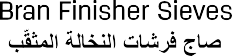 Bran Finisher Sieves
صاج فرشات النخالة المثقّب